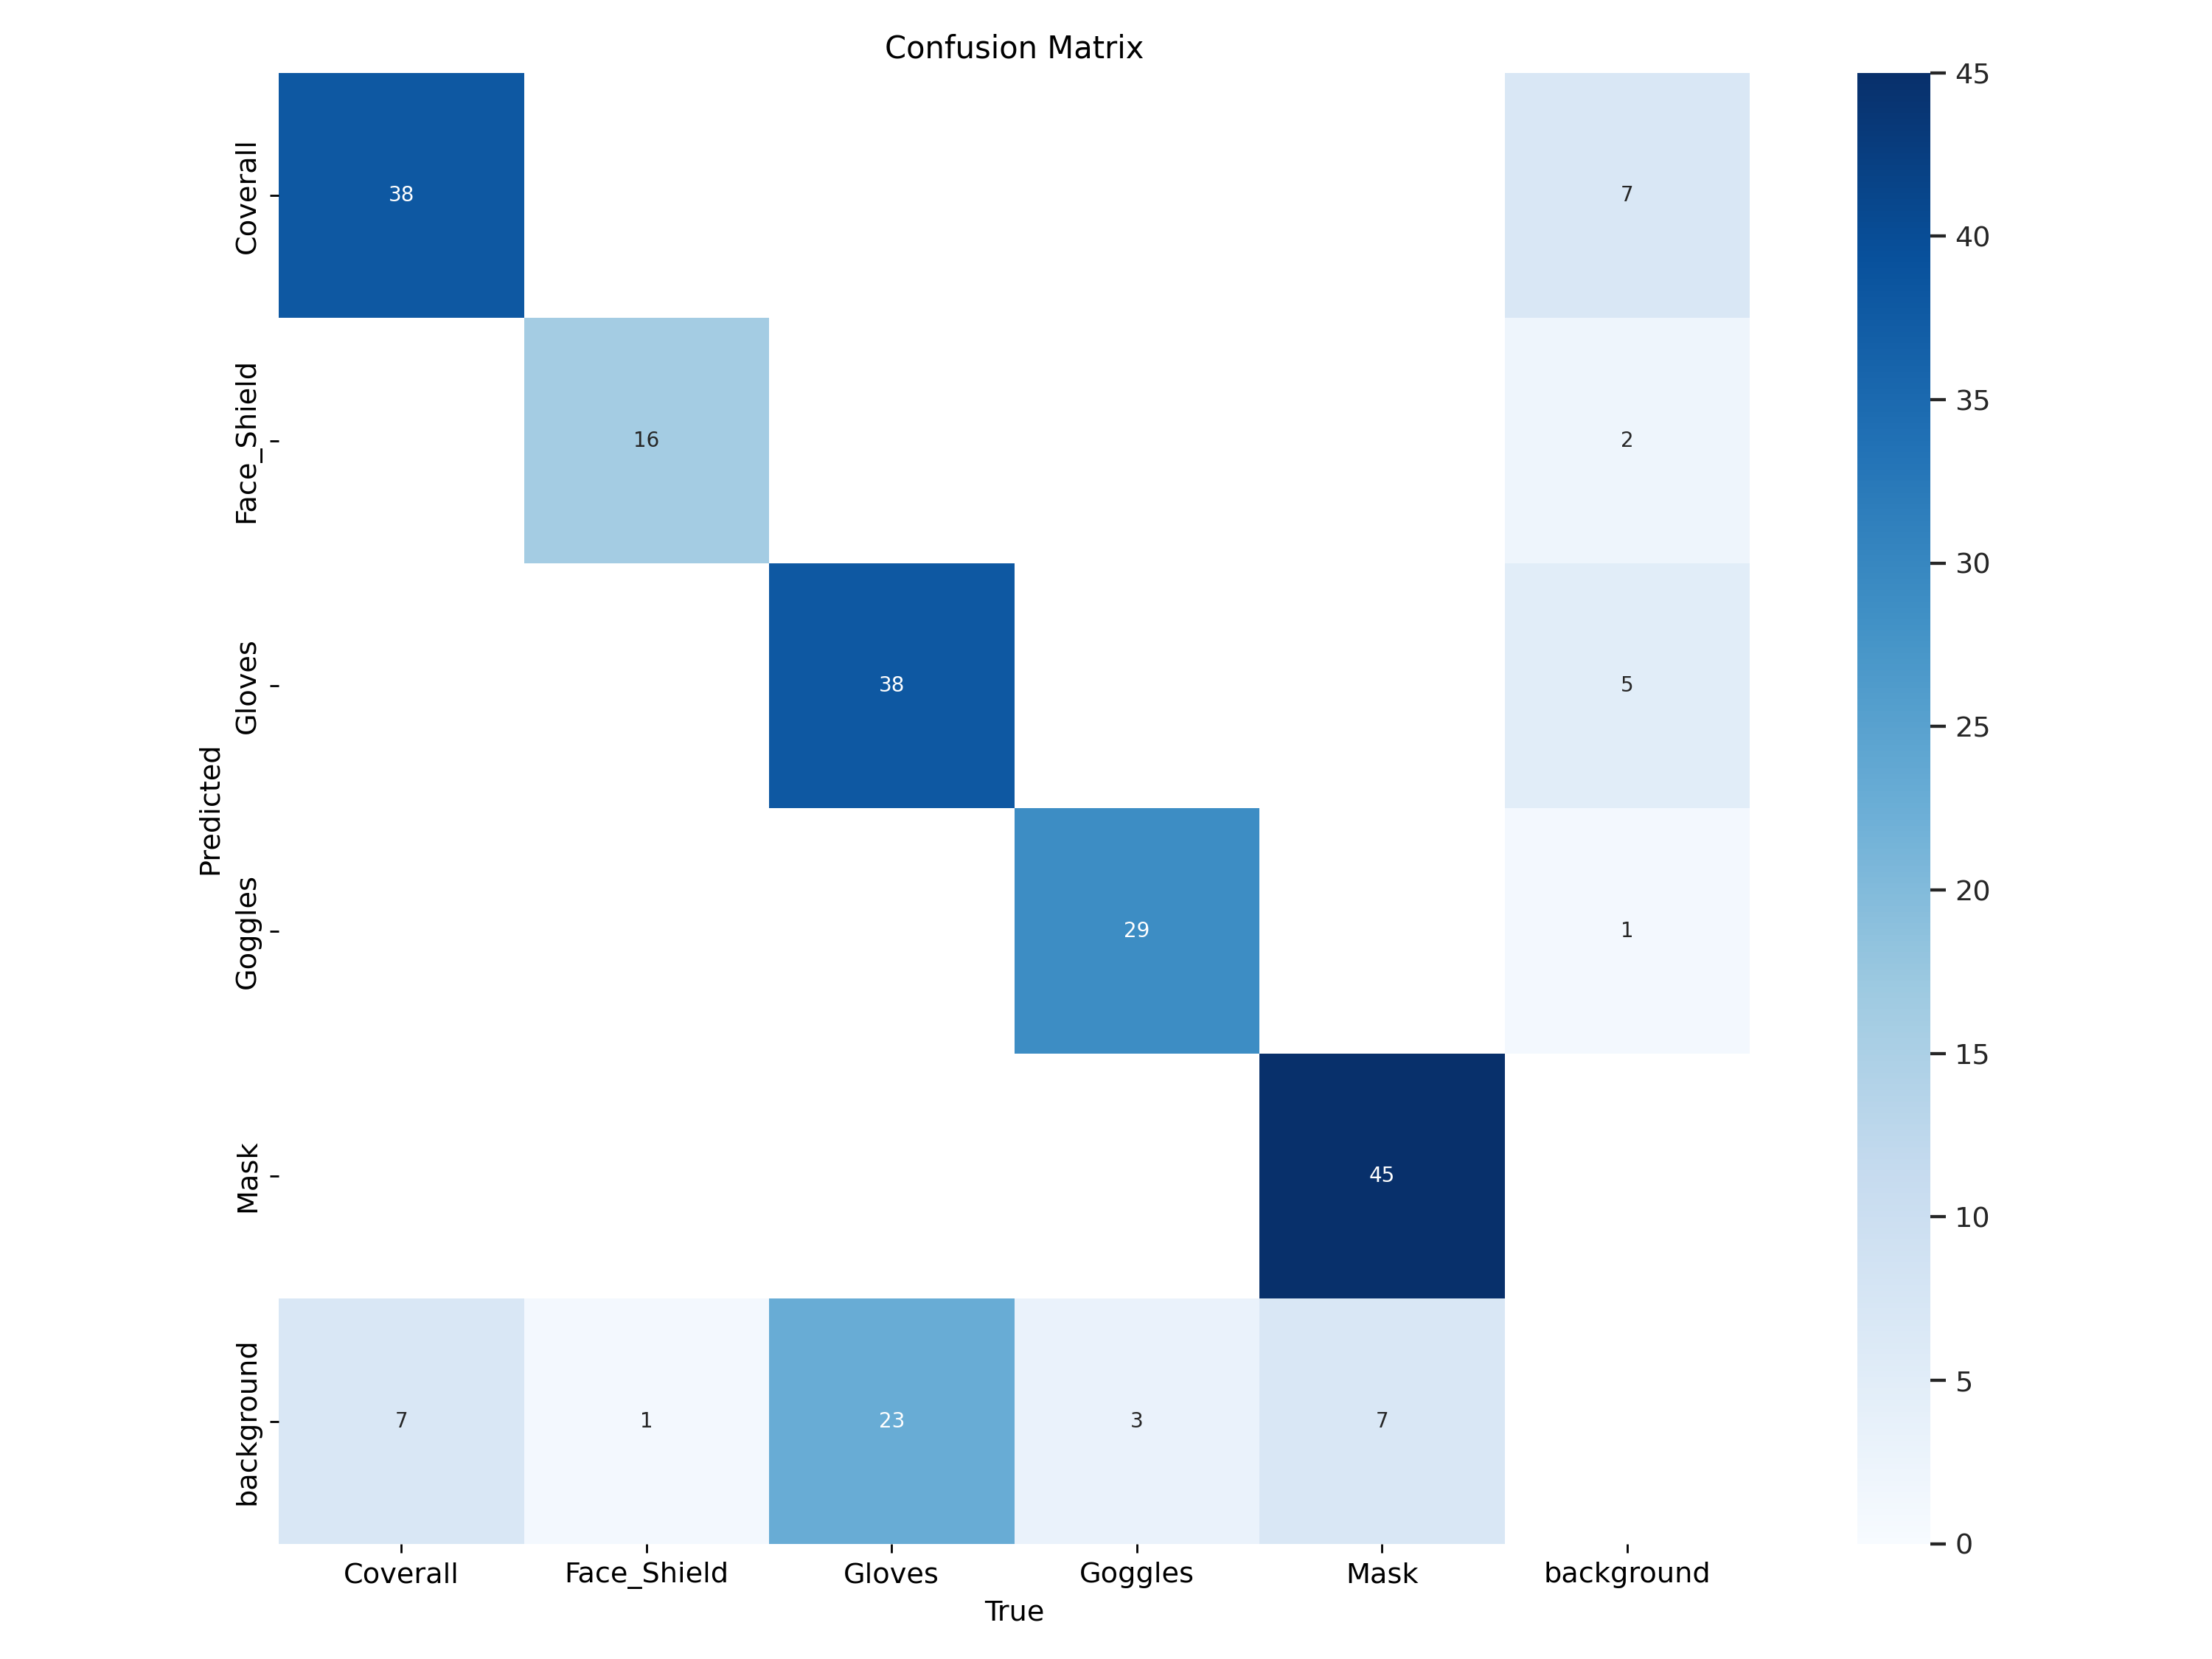 Confusion Matrix
Coverall
38
7
Face_Shield
16
2
Gloves
38
5
Goggles
29
1
Mask
45
background
7
1
23
3
7
Predicted
Coverall
Face_Shield
Gloves
Goggles
Mask
background
True
45
40
35
30
25
20
15
10
5
0